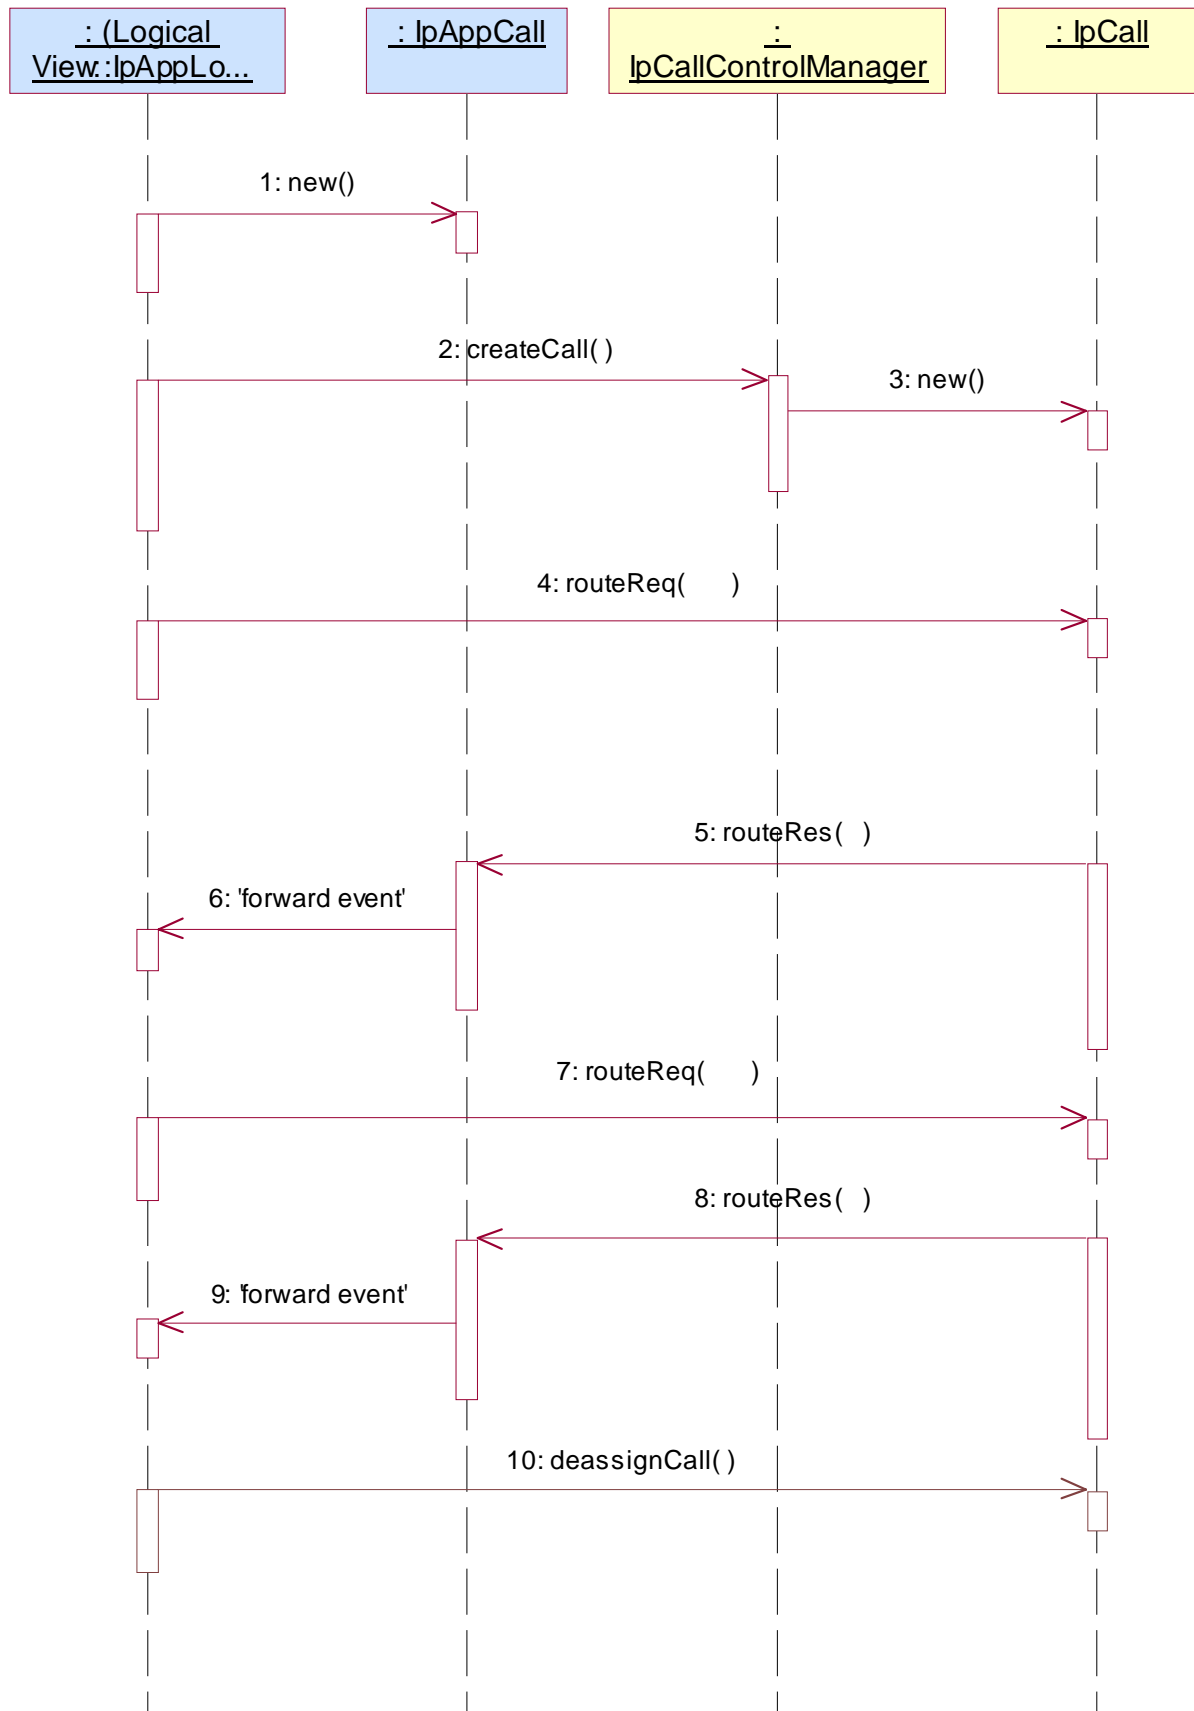 : (Logical
View::IpAppLo...
: IpAppCall
:
IpCallControlManager
: IpCall
1: new()
2: createCall( )
3: new()
4: routeReq(      )
5: routeRes(  )
6: 'forward event'
7: routeReq(      )
8: routeRes(  )
9: 'forward event'
10: deassignCall( )